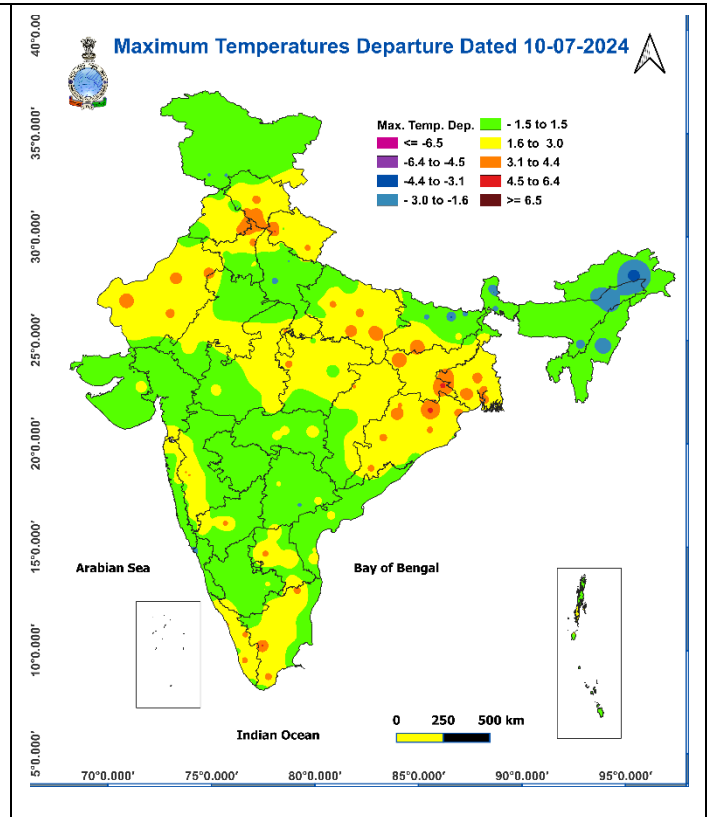 Maximum Temperatures Departure Dated 10-07-2024
Max. Temp. Dep.
<= -6.5
-6.4 to -4.5
-4.4 to -3.1
- 3.0 to -1.6
- 1.5 to 1.5
1.6 to 3.0
3.1 to 4.4
4.5 to 6.4
>= 6.5
40°0.00
35°0.000'
30°0.000'
25°0.000'
20°0.000'
15°0.000'
10°0.000'
5°0.000'
Arabian Sea
Bay of Bengal
Indian Ocean
0 250 500 km
70°0.000' 75°0.000' 80°0.000' 85°0.000' 90°0.000' 95°0.000'